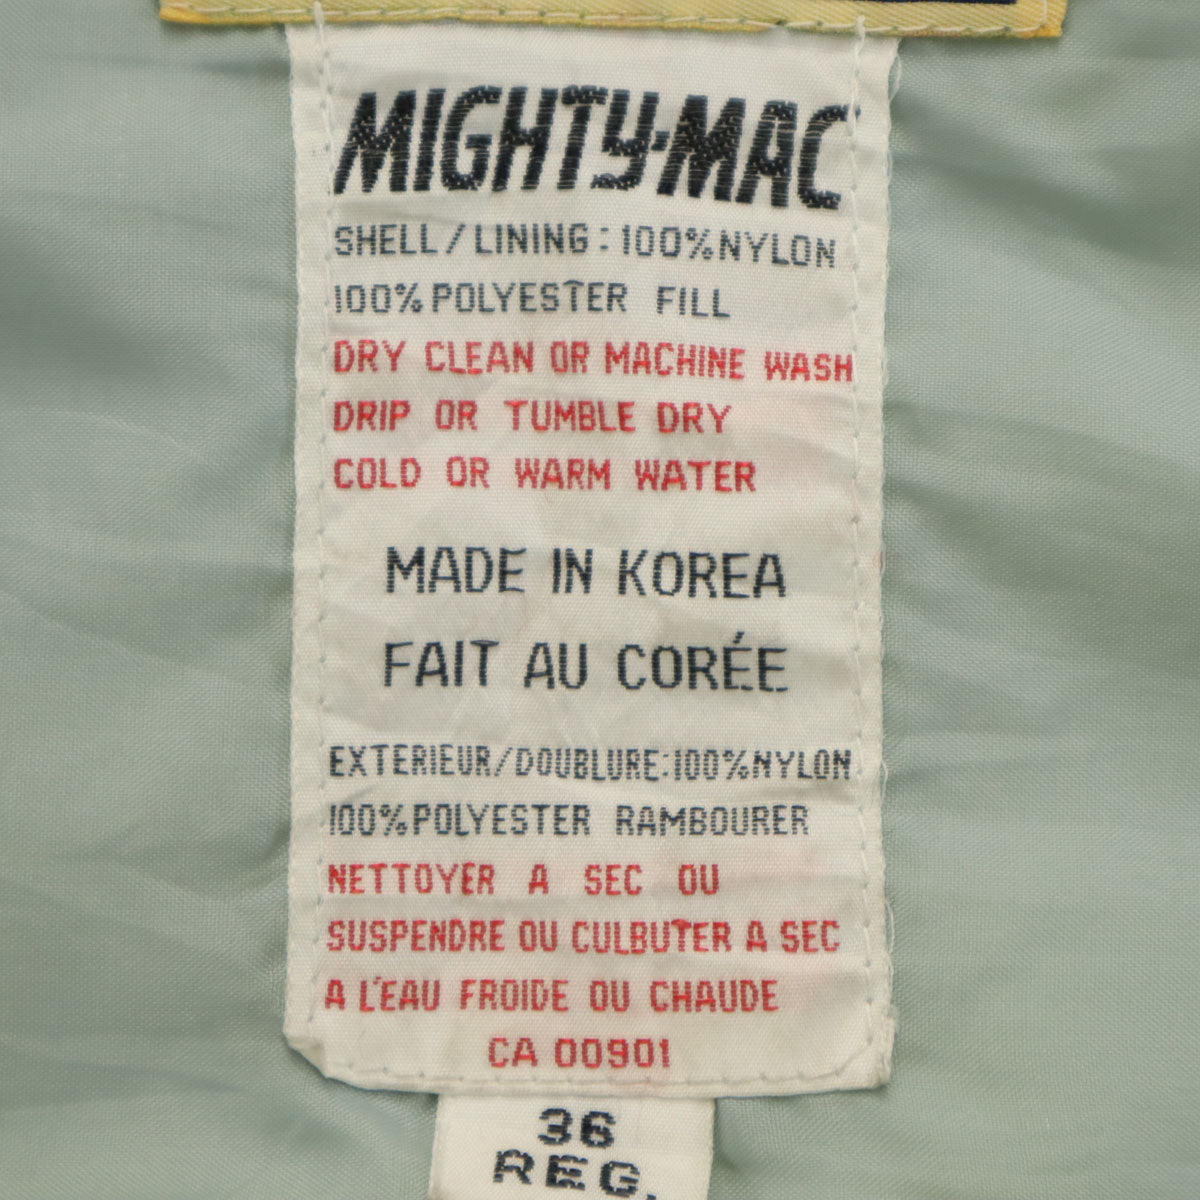 MIGHTY-MAC
SHELL/LINING: 100% NYLON
100% POLYESTER FILL
DRY CLEAN OR MACHINE WASH
DRIP OR TUMBLE DRY
COLD OR WARM WATER
MADE IN KOREA
FAIT AU CORÉE
EXTERIEUR/DOUBLURE: 100% NYLON
100% POLYESTER RAMBOURER
NETTOYER A SEC OU
SUSPENDRE OU CULBUTER A SEC
A L'EAU FROIDE OU CHAUDE
CA 00901
36
REG.